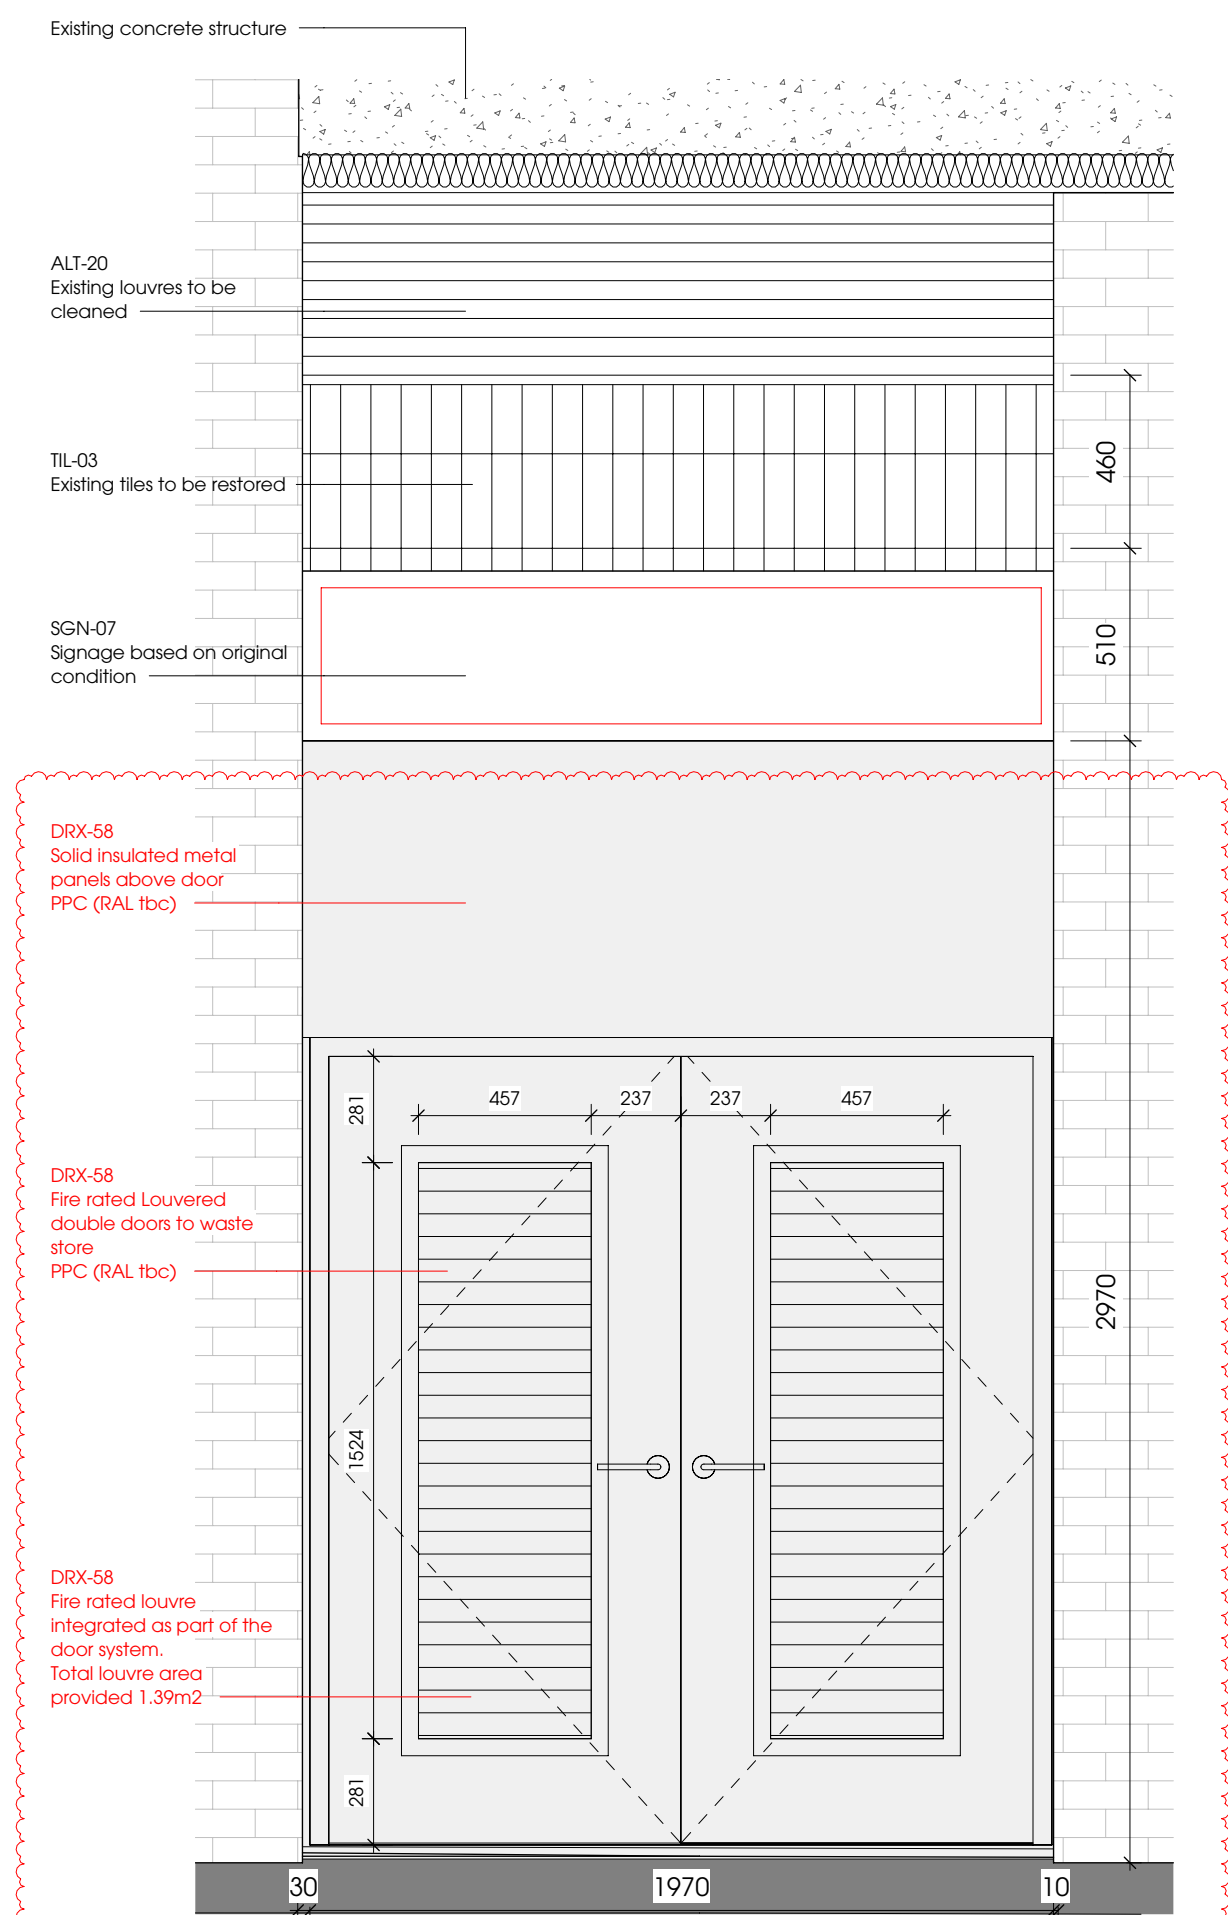 Existing concrete structure
ALT-20
Existing louvres to be
cleaned
460
TIL-03
Existing tiles to be restored
510
SGN-07
Signage based on original
condition
DRX-58
Solid insulated metal
panels above door
PPC (RAL tbc)
281
457
237
237
457
DRX-58
Fire rated Louvered
double doors to waste
store
PPC (RAL tbc)
2970
1524
DRX-58
Fire rated louvre
integrated as part of the
door system.
Total louvre area
provided 1.39m2
281
30
1970
10